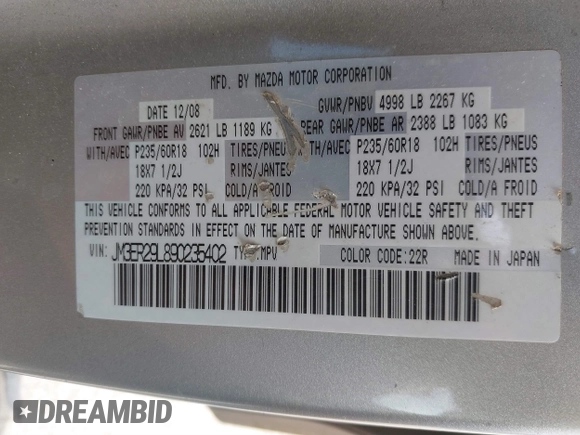 MFD. BY MAZDA MOTOR CORPORATION
DATE 12/08 GVWR/PNBV 4998 LB 2267 KG
FRONT GAWR/PNBE AV 2621 LB 1189 KG REAR GAWR/PNBE AR 2388 LB 1083 KG
WITH/AVEC P235/60R18 102H TIRES/PNEUS WITH/AVEC P235/60R18 102H TIRES/PNEUS
18X7 1/2J RIMS/JANTES 18X7 1/2J RIMS/JANTES
220 KPA/32 PSI COLD/A FROID 220 KPA/32 PSI COLD/A FROID
THIS VEHICLE CONFORMS TO ALL APPLICABLE FEDERAL MOTOR VEHICLE SAFETY AND THEFT
PREVENTION STANDARDS IN EFFECT ON THE DATE OF MANUFACTURE SHOWN ABOVE.
VIN: JM3ER29L890235402 TYPE: MPV COLOR CODE:22R MADE IN JAPAN
DREAMBID